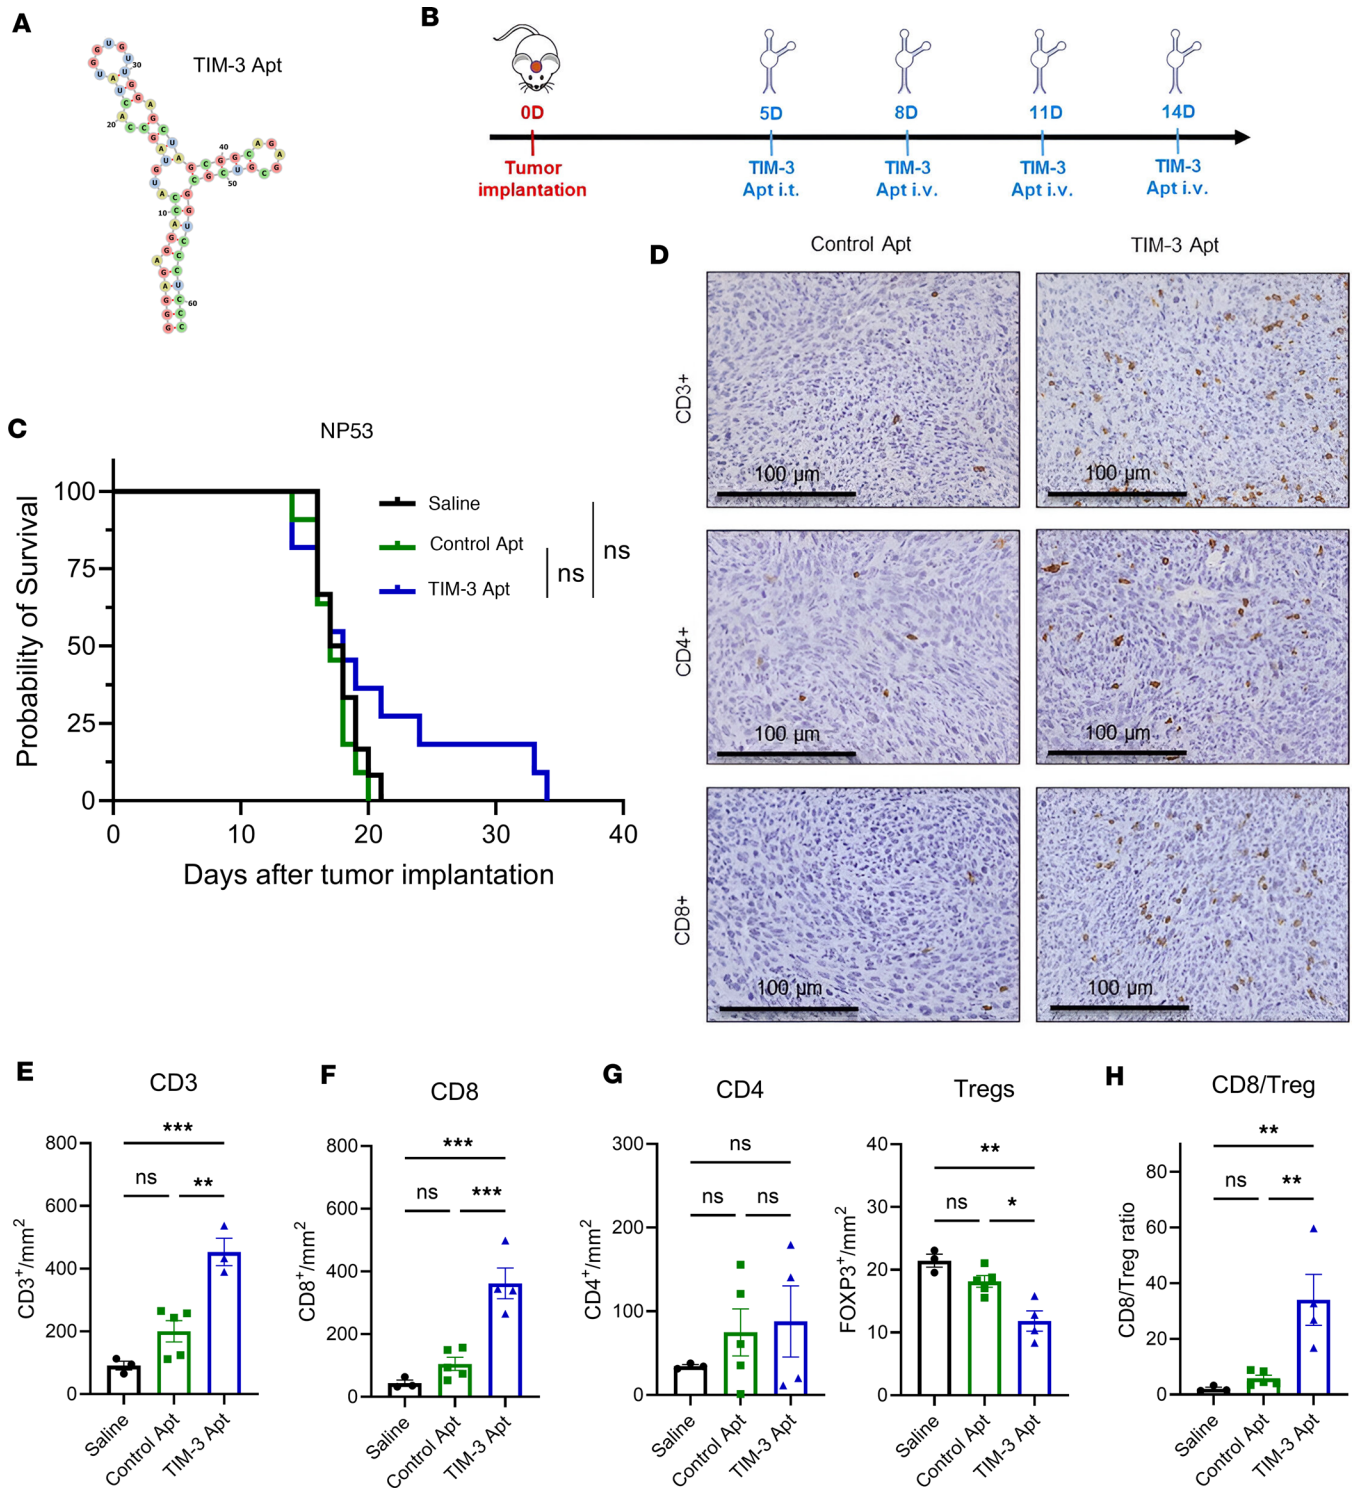 A
TIM-3 Apt
10
20
30
40
50
60
B
0D
5D
8D
11D
14D
Tumor
implantation
TIM-3
Apt i.t.
TIM-3
Apt i.v.
TIM-3
Apt i.v.
TIM-3
Apt i.v.
C
NP53
Probability of Survival
100
75
50
25
0
0
10
20
30
40
Days after tumor implantation
Saline
Control Apt
TIM-3 Apt
ns
ns
D
Control Apt
TIM-3 Apt
CD3+
100 µm
100 µm
CD4+
100 µm
100 µm
CD8+
100 µm
100 µm
E
CD3
***
ns
**
CD3+/mm2
800
600
400
200
0
Saline
Control Apt
TIM-3 Apt
F
CD8
***
ns
***
CD8+/mm2
800
600
400
200
0
Saline
Control Apt
TIM-3 Apt
G
CD4
ns
ns
ns
CD4+/mm2
300
200
100
0
Saline
Control Apt
TIM-3 Apt
Tregs
**
ns
*
FOXP3+/mm2
40
30
20
10
0
Saline
Control Apt
TIM-3 Apt
H
CD8/Treg
**
ns
**
CD8/Treg ratio
80
60
40
20
0
Saline
Control Apt
TIM-3 Apt